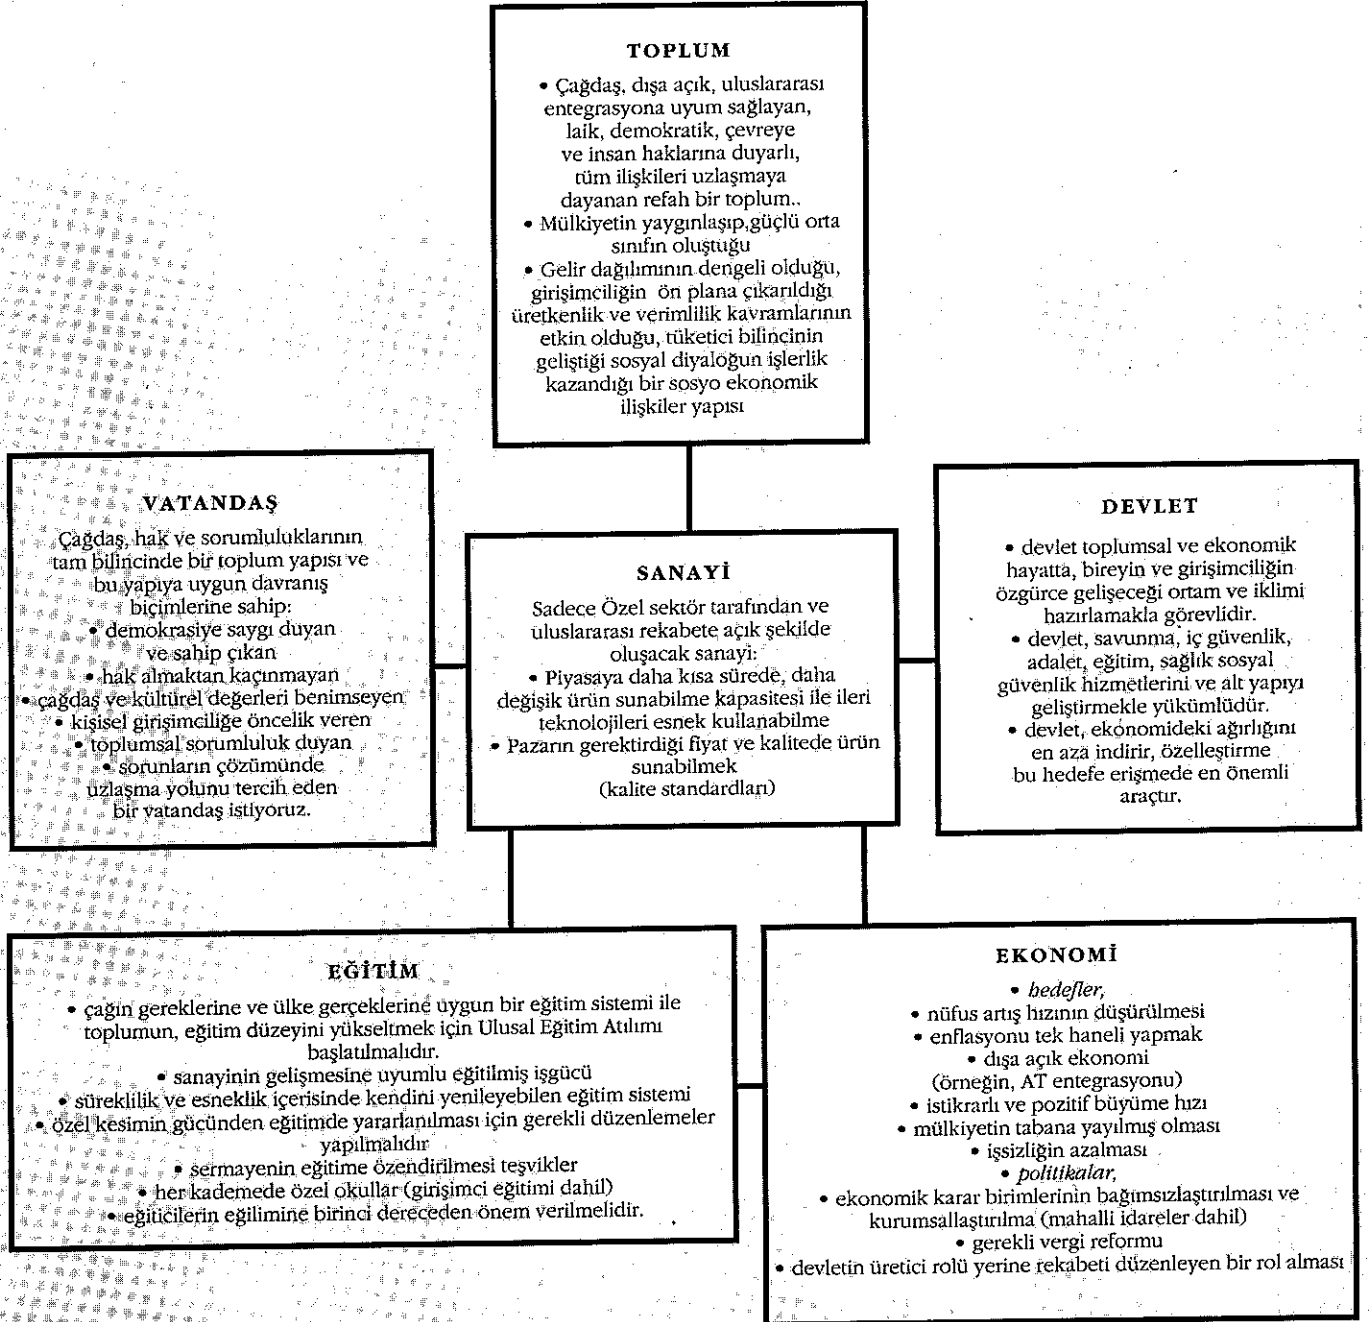 TOPLUM
• Çağdaş, dışa açık, uluslararası
entegrasyona uyum sağlayan,
laik, demokratik, çevreye
ve insan haklarına duyarlı,
tüm ilişkileri uzlaşmaya
dayanan refah bir toplum..
• Mülkiyetin yaygınlaşıp,güçlü orta
sınıfın oluştuğu
• Gelir dağılımının dengeli olduğu,
girişimciliğin ön plana çıkarıldığı
üretkenlik ve verimlilik kavramlarının
etkin olduğu, tüketici bilincinin
geliştiği sosyal diyaloğun işlerlik
kazandığı bir sosyo ekonomik
ilişkiler yapısı
VATANDAŞ
Çağdaş, hak ve sorumluluklarının
tam bilincinde bir toplum yapısı ve
bu yapiya uygun davranış
biçimlerine sahip:
• demokrasiye saygı duyan
ve sahip çıkan
• hak almaktan kaçınmayan
• çağdaş ve kültürel değerleri benimseyen
• kişisel girişimciliğe öncelik veren
• toplumsal sorumluluk duyan
• sorunların çözümünde
uzlaşma yolunu tercih eden
bir vatandaş istiyoruz.
SANAYİ
Sadece Özel sektör tarafından ve
uluslararası rekabete açık şekilde
oluşacak sanayi:
• Piyasaya daha kısa sürede, daha
değişik ürün sunabilme kapasitesi ile ileri
teknolojileri esnek kullanabilme
• Pazarın gerektirdiği fiyat ve kalitede ürün
sunabilmek
(kalite standardları)
DEVLET
• devlet toplumsal ve ekonomik
hayatta, bireyin ve girişimciliğin
özgürce gelişeceği ortam ve iklimi
hazırlamakla görevlidir.
• devlet, savunma, iç güvenlik,
adalet, eğitim, sağlık sosyal
güvenlik hizmetlerini ve alt yapıyı
geliştirmekle yükümlüdür.
• devlet, ekonomideki ağırlığını
en aza indirir, özelleştirme
bu hedefe erişmede en önemli
araçtır.
EĞİTİM
• çağın gereklerine ve ülke gerçeklerine uygun bir eğitim sistemi ile
toplumun, eğitim düzeyini yükseltmek için Ulusal Eğitim Atılımı
başlatılmalıdır.
• sanayinin gelişmesine uyumlu eğitilmiş işgücü
• süreklilik ve esneklik içerisinde kendini yenileyebilen eğitim sistemi
• özel kesimin gücünden eğitimde yararlanılması için gerekli düzenlemeler
yapılmalıdır
• sermayenin eğitime özendirilmesi teşvikler
• her kademede özel okullar (girişimci eğitimi dahil)
• eğiticilerin eğilimine birinci dereceden önem verilmelidir.
EKONOMİ
• hedefler,
• nüfus artış hızının düşürülmesi
• enflasyonu tek haneli yapmak
• dışa açık ekonomi
(örneğin, AT entegrasyonu)
• istikrarlı ve pozitif büyüme hızı
• mülkiyetin tabana yayılmış olması
• işsizliğin azalması
• politikalar,
• ekonomik karar birimlerinin bağımsızlaştırılması ve
kurumsallaştırılma (mahalli idareler dahil)
• gerekli vergi reformu
• devletin üretici rolü yerine rekabeti düzenleyen bir rol alması